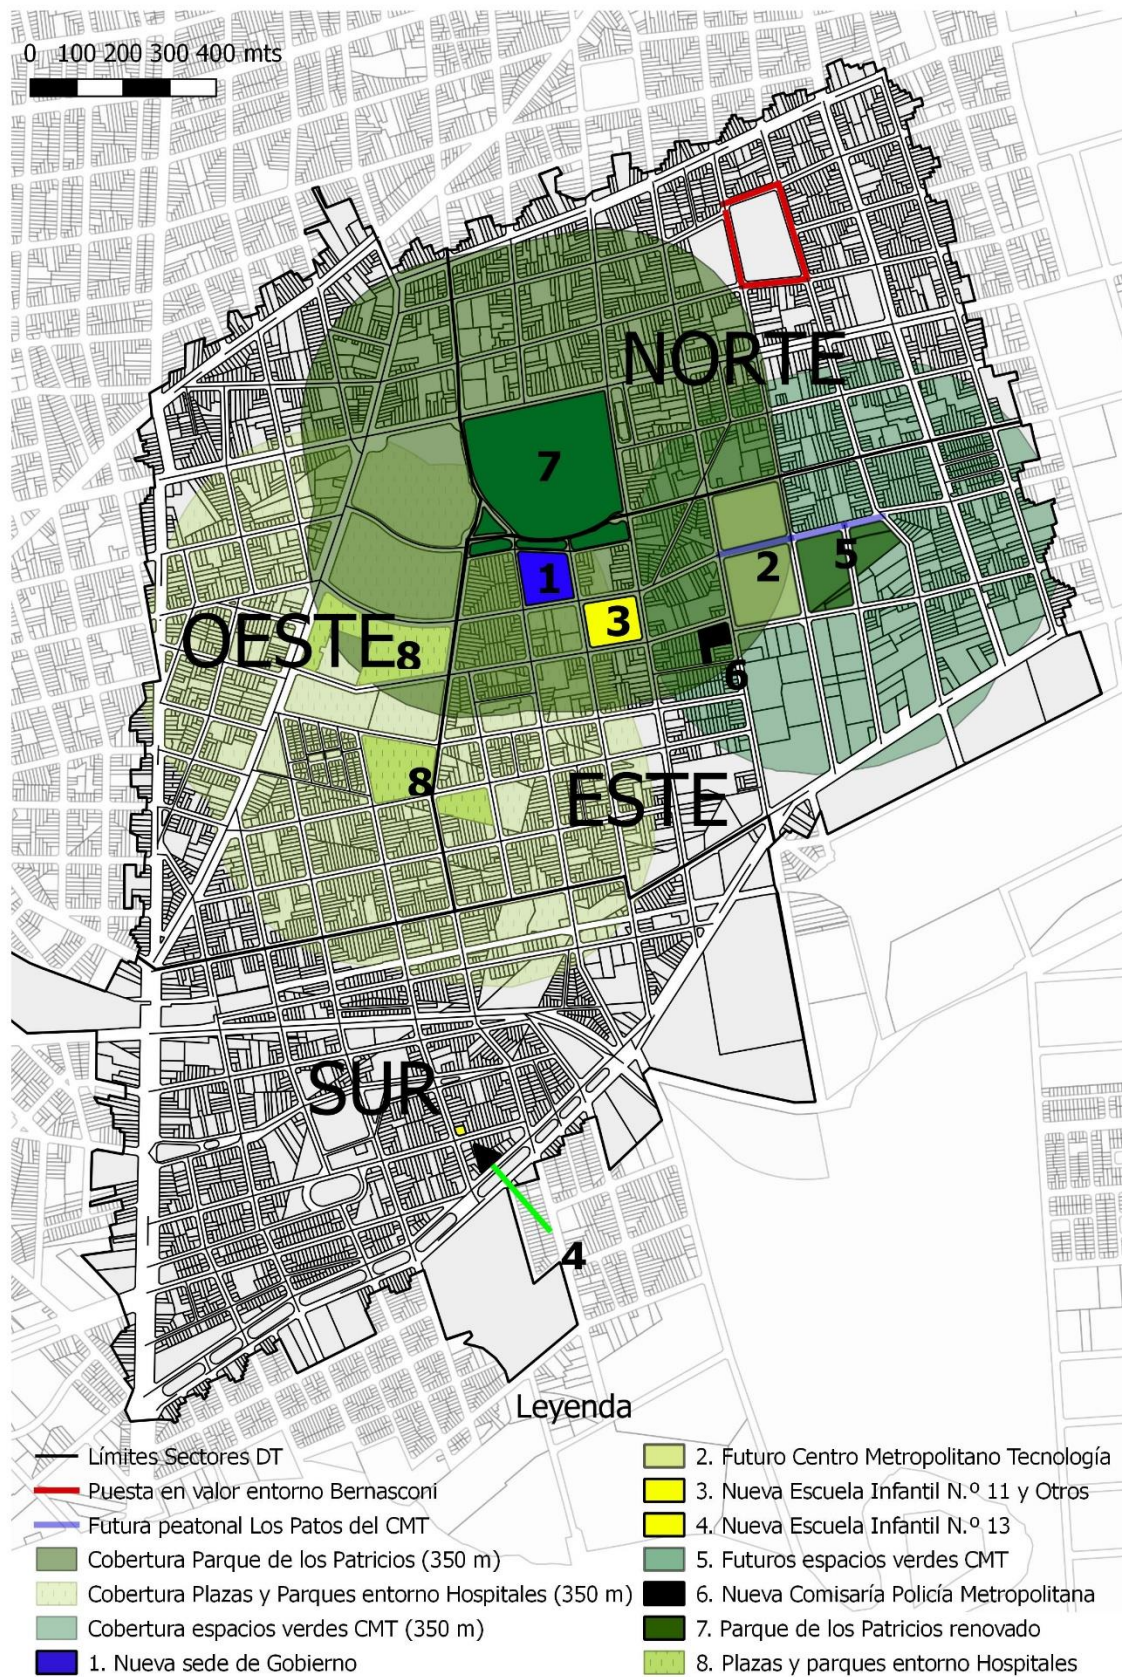 0 100 200 300 400 mts
NORTE
7
2
5
1
3
OESTE
8
6
8
ESTE
SUR
4
Leyenda
Límites Sectores DT
Puesta en valor entorno Bernasconi
Futura peatonal Los Patos del CMT
Cobertura Parque de los Patricios (350 m)
Cobertura Plazas y Parques entorno Hospitales (350 m)
Cobertura espacios verdes CMT (350 m)
1. Nueva sede de Gobierno
2. Futuro Centro Metropolitano Tecnología
3. Nueva Escuela Infantil N.º 11 y Otros
4. Nueva Escuela Infantil N.º 13
5. Futuros espacios verdes CMT
6. Nueva Comisaría Policía Metropolitana
7. Parque de los Patricios renovado
8. Plazas y parques entorno Hospitales